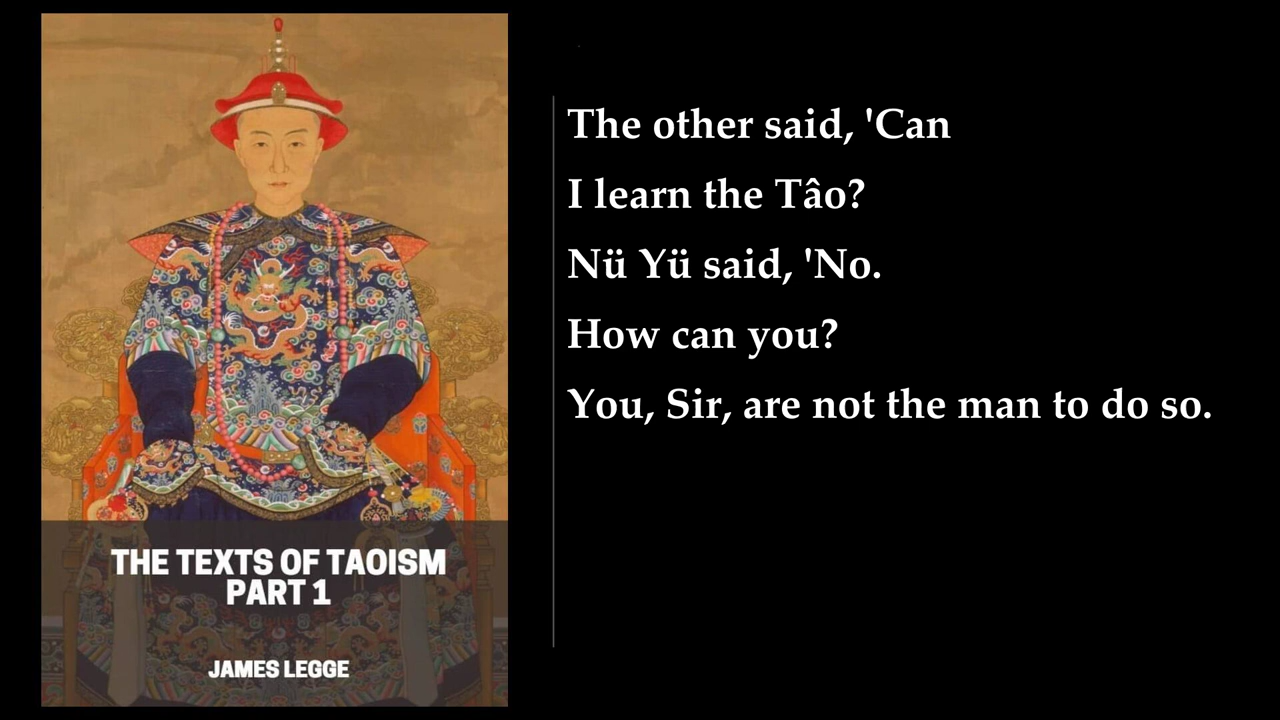 THE TEXTS OF TAOISM
PART 1
JAMES LEGGE
The other said, 'Can
I learn the Tâo?
Nü Yü said, 'No.
How can you?
You, Sir, are not the man to do so.